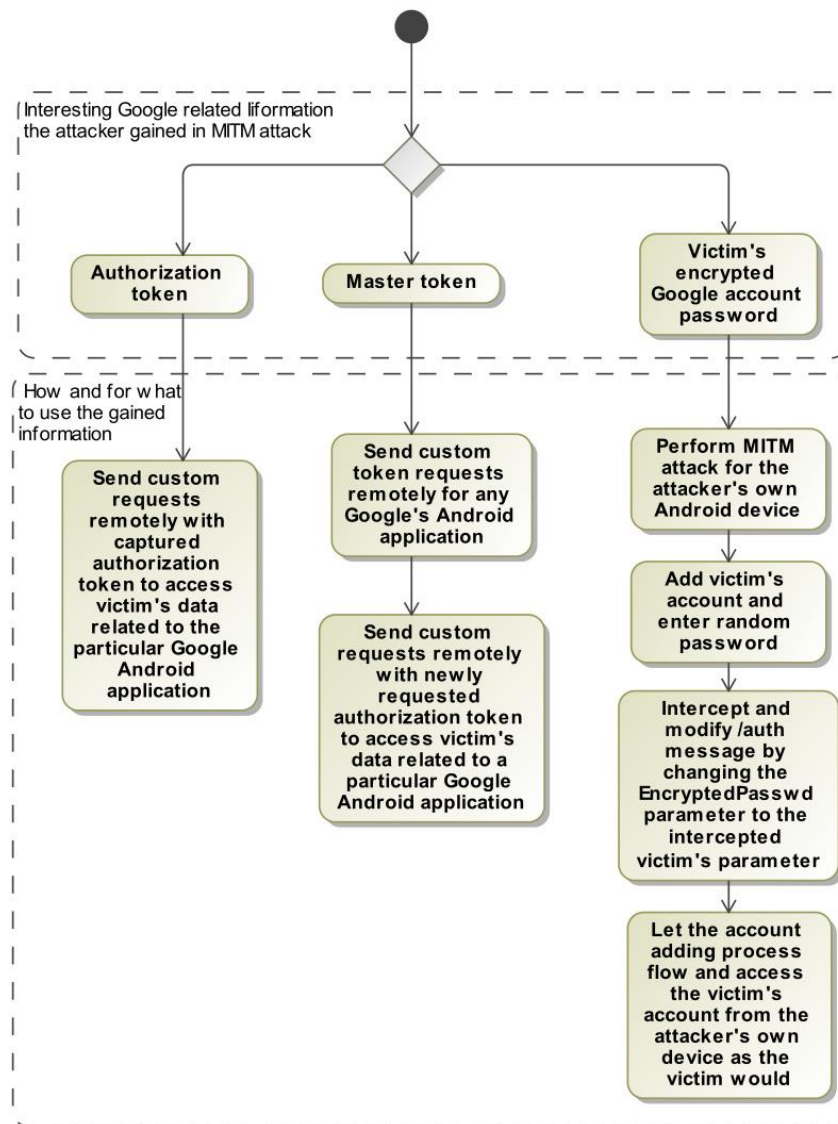 Interesting Google related Iiformation
the attacker gained in MITM attack
Authorization
token
Master token
Victim's
encrypted
Google account
password
How and for what
to use the gained
information
Send custom
requests
remotely with
captured
authorization
token to access
victim's data
related to the
particular Google
Android
application
Send custom
token requests
remotely for any
Google's Android
application
Send custom
requests remotely
with newly
requested
authorization token
to access victim's
data related to a
particular Google
Android application
Perform MITM
attack for the
attacker's own
Android device
Add victim's
account and
enter random
password
Intercept and
modify /auth
message by
changing the
EncryptedPasswd
parameter to the
intercepted
victim's parameter
Let the account
adding process
flow and access
the victim's
account from the
attacker's own
device as the
victim would